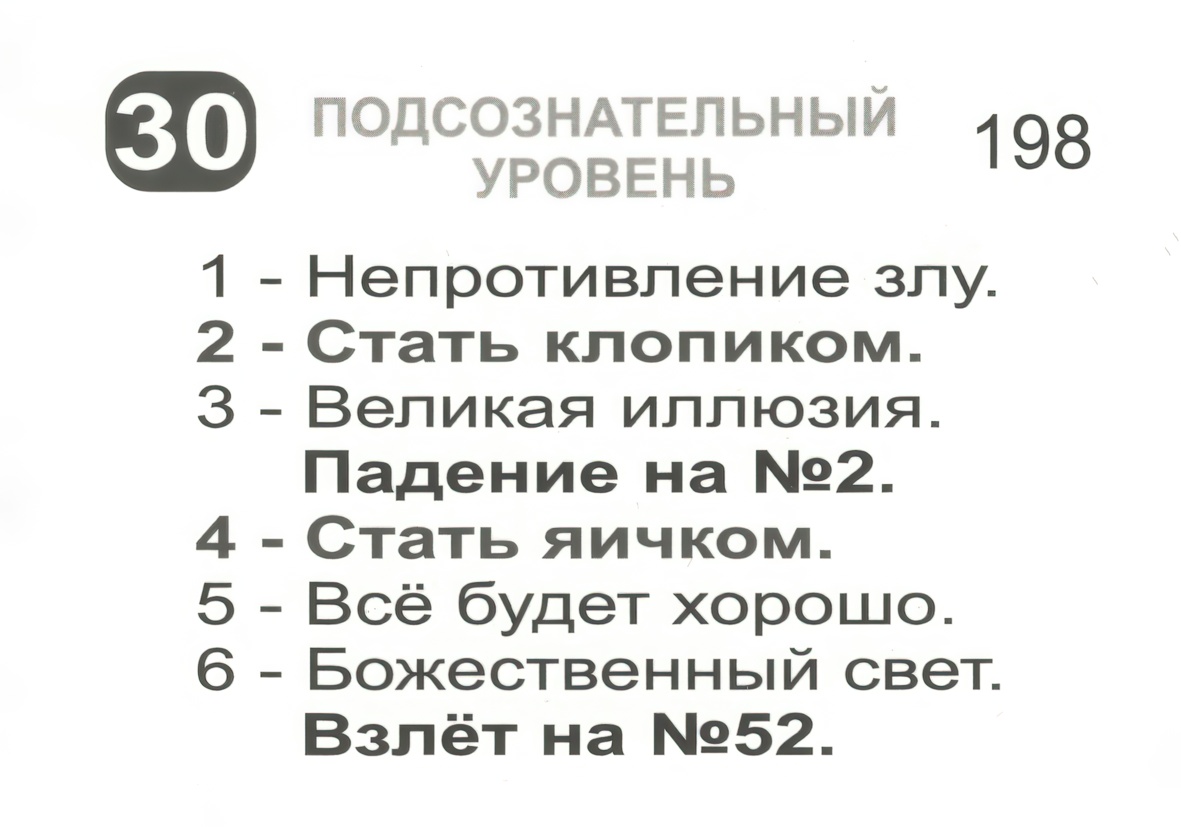 30
ПОДСОЗНАТЕЛЬНЫЙ
УРОВЕНЬ
198
1 - Непротивление злу.
2 - Стать клопиком.
3 - Великая иллюзия.
Падение на №2.
4 - Стать яичком.
5 - Всё будет хорошо.
6 - Божественный свет.
Взлёт на №52.